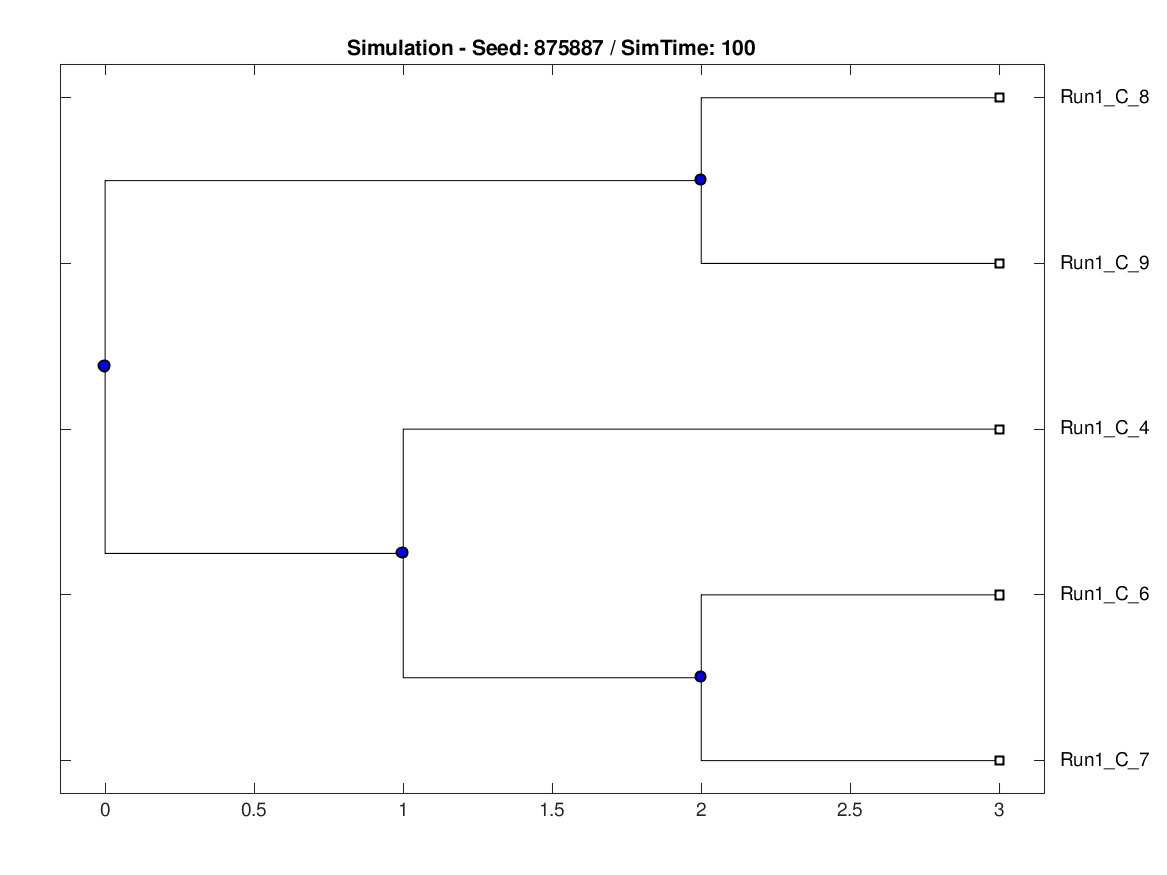 Simulation - Seed: 875887 / SimTime: 100
Run1_C_8
Run1_C_9
Run1_C_4
Run1_C_6
Run1_C_7
0 0.5 1 1.5 2 2.5 3